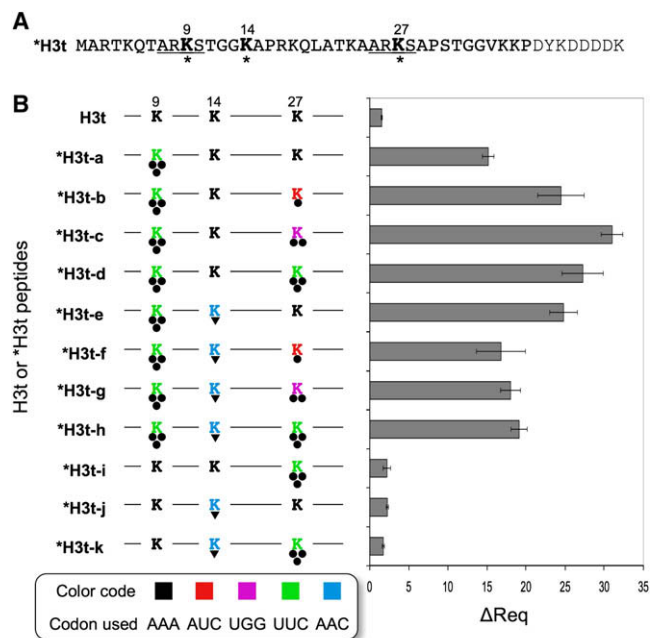 A
9 14 27
*H3t MARTKQTARKSTGGKAPRKQLATKAARKSAPSTGGVKKPDYKDDDDK
* * *
B
9 14 27
H3t K K K
*H3t-a K K K
*H3t-b K K K
*H3t-c K K K
*H3t-d K K K
*H3t-e K K K
*H3t-f K K K
*H3t-g K K K
*H3t-h K K K
*H3t-i K K K
*H3t-j K K K
*H3t-k K K K
H3t or *H3t peptides
0 5 10 15 20 25 30 35
ΔReq
Color code
Codon used AAA AUC UGG UUC AAC